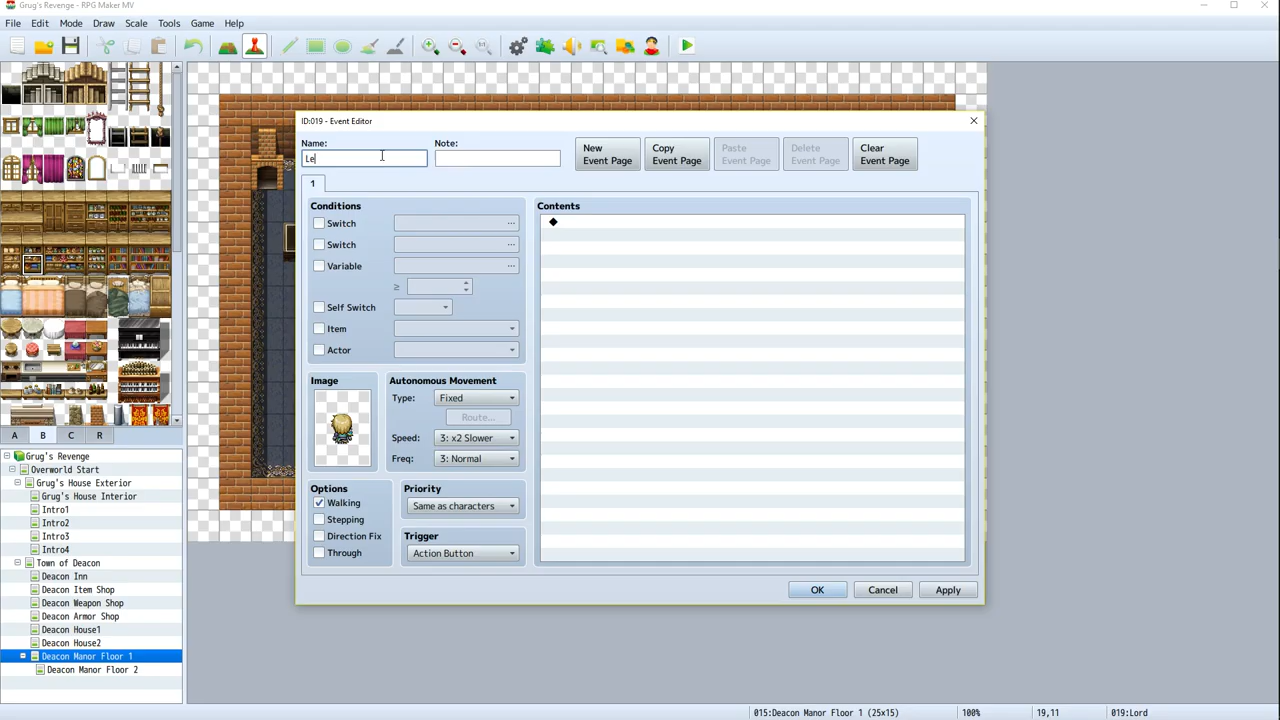 Grug's Revenge - RPG Maker MV
File Edit Mode Draw Scale Tools Game Help
ID:019 - Event Editor
Name:
Note:
Le
New
Event Page
Copy
Event Page
Paste
Event Page
Delete
Event Page
Clear
Event Page
1
Conditions
Switch
...
Switch
...
Variable
...
≥
Self Switch
Item
Actor
Image
Autonomous Movement
Type: Fixed
Route...
Speed: 3: x2 Slower
Freq: 3: Normal
Options
Walking
Stepping
Direction Fix
Through
Priority
Same as characters
Trigger
Action Button
Contents
◆
OK Cancel Apply
A B C R
Grug's Revenge
Overworld Start
Grug's House Exterior
Grug's House Interior
Intro1
Intro2
Intro3
Intro4
Town of Deacon
Deacon Inn
Deacon Item Shop
Deacon Weapon Shop
Deacon Armor Shop
Deacon House1
Deacon House2
Deacon Manor Floor 1
Deacon Manor Floor 2
015:Deacon Manor Floor 1 (25x15) 100% 19,11 019:Lord